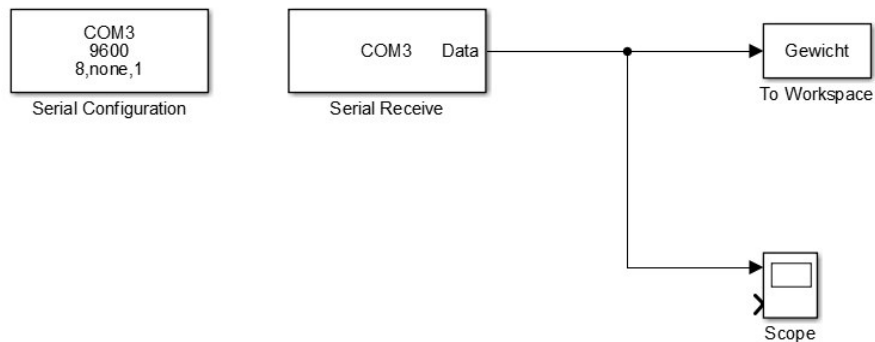 COM3
9600
8,none,1
Serial Configuration
COM3 Data
Serial Receive
Gewicht
To Workspace
Scope